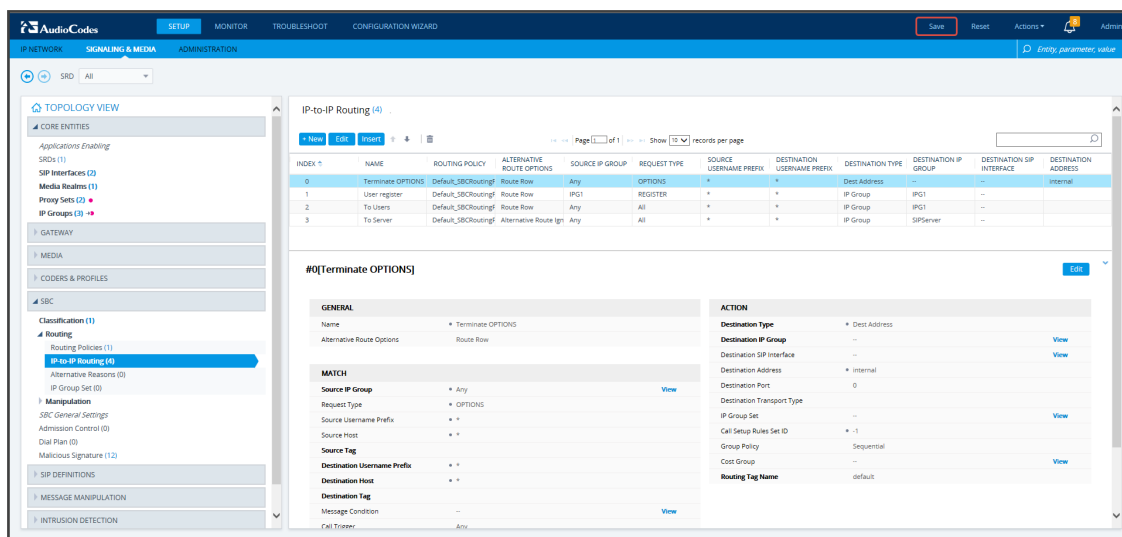 AudioCodes SETUP MONITOR TROUBLESHOOT CONFIGURATION WIZARD Save Reset Actions 8 Admin
IP NETWORK SIGNALING & MEDIA ADMINISTRATION Entity, parameter, value
SRD All
TOPOLOGY VIEW
CORE ENTITIES
Applications Enabling
SRDs (1)
SIP Interfaces (2)
Media Realms (1)
Proxy Sets (2)
IP Groups (3)
GATEWAY
MEDIA
CODERS & PROFILES
SBC
Classification (1)
Routing
Routing Policies (1)
IP-to-IP Routing (4)
Alternative Reasons (0)
IP Group Set (0)
Manipulation
SBC General Settings
Admission Control (0)
Dial Plan (0)
Malicious Signature (12)
SIP DEFINITIONS
MESSAGE MANIPULATION
INTRUSION DETECTION
IP-to-IP Routing (4)
+ New Edit Insert Page 1 of 1 Show 10 records per page
INDEX NAME ROUTING POLICY ALTERNATIVE ROUTE OPTIONS SOURCE IP GROUP REQUEST TYPE SOURCE USERNAME PREFIX DESTINATION USERNAME PREFIX DESTINATION TYPE DESTINATION IP GROUP DESTINATION SIP INTERFACE DESTINATION ADDRESS
0 Terminate OPTIONS Default_SBCRoutingF Route Row Any OPTIONS * * Dest Address -- -- internal
1 User register Default_SBCRoutingF Route Row IPG1 REGISTER * * IP Group IPG1 --
2 To Users Default_SBCRoutingF Route Row Any All * * IP Group IPG1 --
3 To Server Default_SBCRoutingF Alternative Route Ign Any All * * IP Group SIPServer --
#0[Terminate OPTIONS] Edit
GENERAL
Name Terminate OPTIONS
Alternative Route Options Route Row
MATCH
Source IP Group Any View
Request Type OPTIONS
Source Username Prefix *
Source Host *
Source Tag
Destination Username Prefix *
Destination Host *
Destination Tag
Message Condition -- View
Call Trigger Any
ACTION
Destination Type Dest Address
Destination IP Group -- View
Destination SIP Interface -- View
Destination Address internal
Destination Port 0
Destination Transport Type
IP Group Set -- View
Call Setup Rules Set ID -1
Group Policy Sequential
Cost Group -- View
Routing Tag Name default